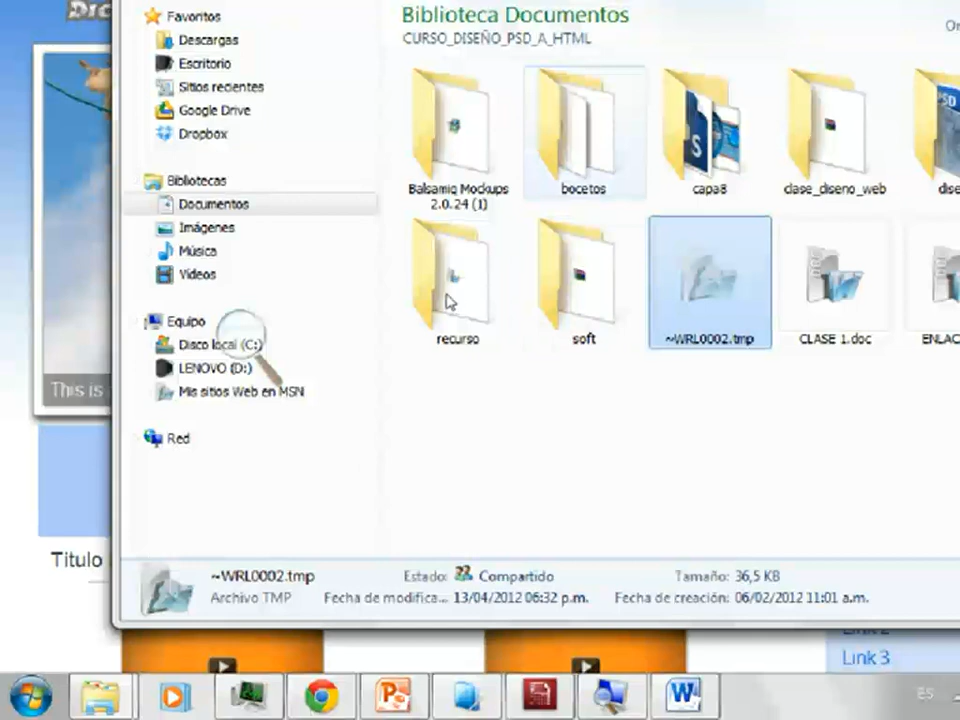 Favoritos
Descargas
Escritorio
Sitios recientes
Google Drive
Dropbox
Bibliotecas
Documentos
Imágenes
Música
Vídeos
Equipo
Disco local (C:)
LENOVO (D:)
Mis sitios Web en MSN
Red
Biblioteca Documentos
CURSO_DISEÑO_PSD_A_HTML
Balsamiq Mockups 2.0.24 (1)
bocetos
capa8
clase_diseno_web
recurso
soft
~WRL0002.tmp
CLASE 1.doc
~WRL0002.tmp
Archivo TMP
Estado: Compartido
Fecha de modifica... 13/04/2012 06:32 p.m.
Tamaño: 36,5 KB
Fecha de creación: 06/02/2012 11:01 a.m.
This is
Titulo
Link 3
ES